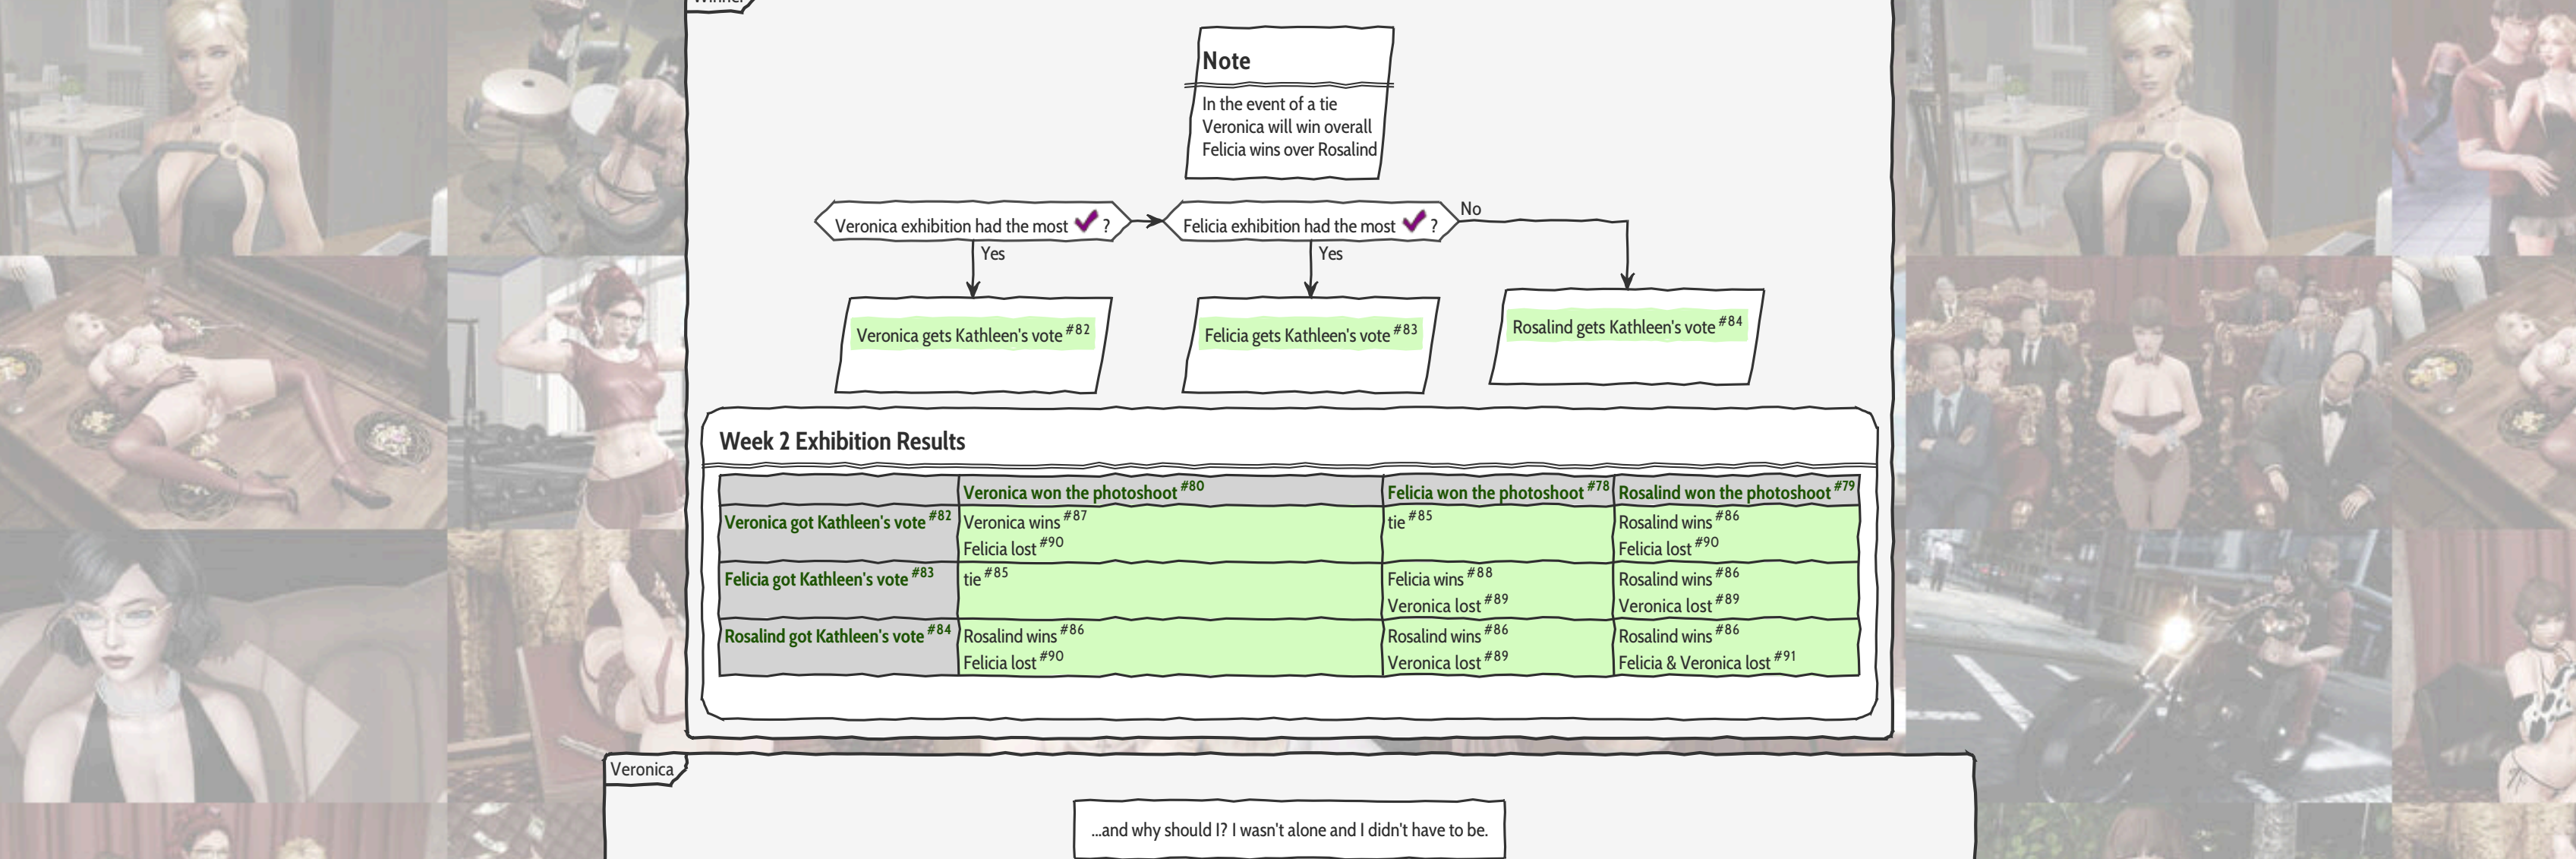 Winner
Note
In the event of a tie
Veronica will win overall
Felicia wins over Rosalind
Veronica exhibition had the most ✔ ?
Felicia exhibition had the most ✔ ?
No
Yes
Yes
Veronica gets Kathleen's vote #82
Felicia gets Kathleen's vote #83
Rosalind gets Kathleen's vote #84
Week 2 Exhibition Results
Veronica won the photoshoot #80
Felicia won the photoshoot #78
Rosalind won the photoshoot #79
Veronica got Kathleen's vote #82
Veronica wins #87
Felicia lost #90
tie #85
Rosalind wins #86
Felicia lost #90
Felicia got Kathleen's vote #83
tie #85
Felicia wins #88
Veronica lost #89
Rosalind wins #86
Veronica lost #89
Rosalind got Kathleen's vote #84
Rosalind wins #86
Felicia lost #90
Rosalind wins #86
Veronica lost #89
Rosalind wins #86
Felicia & Veronica lost #91
Veronica
...and why should I? I wasn't alone and I didn't have to be.